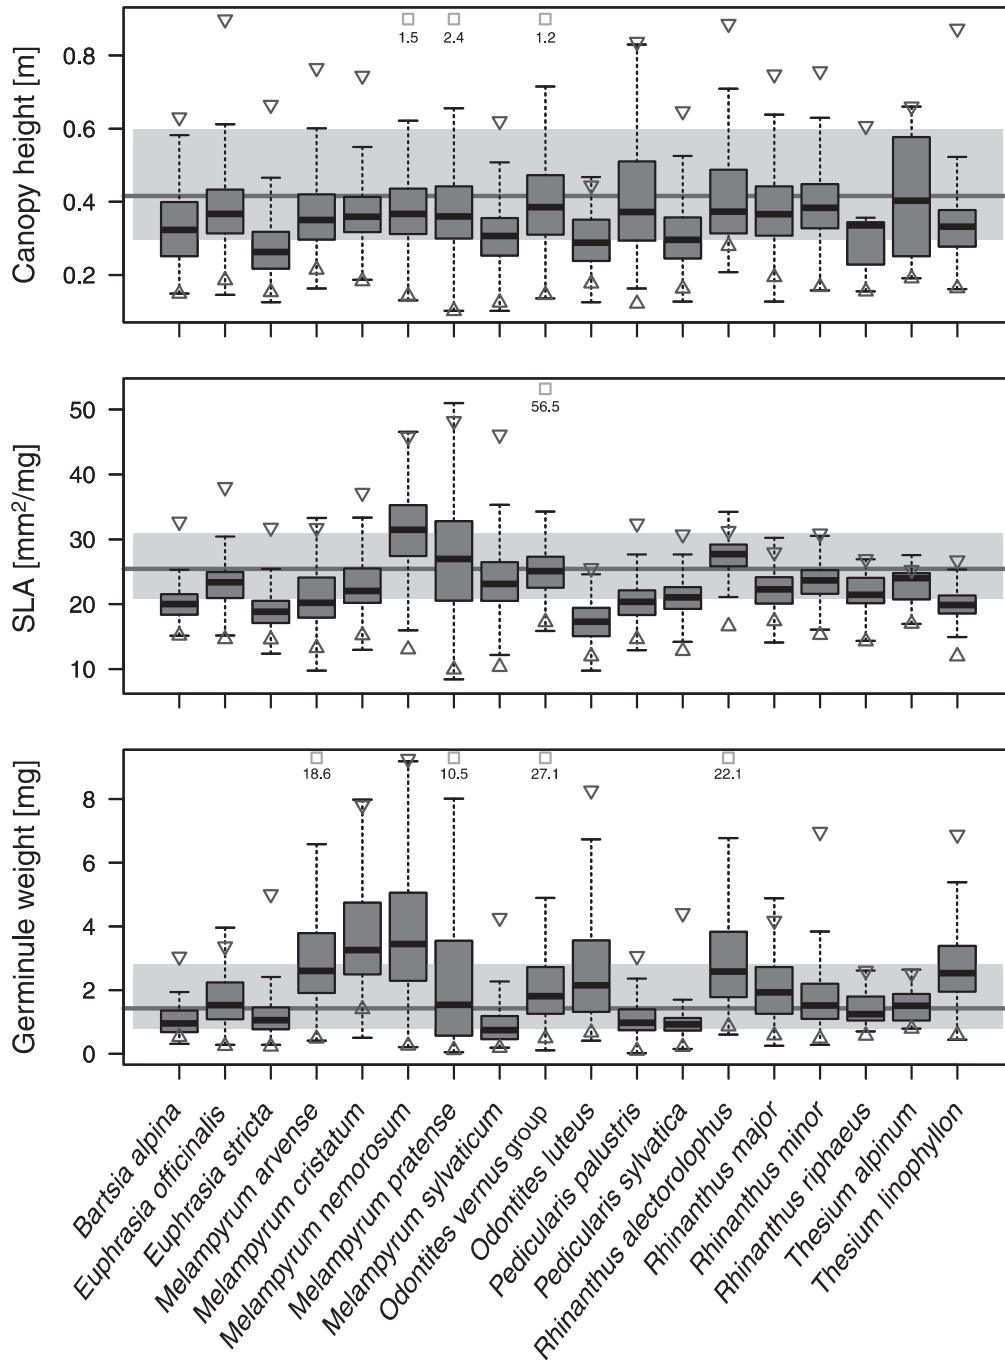 Canopy height [m]
0.8
0.6
0.4
0.2
1.5
2.4
1.2
SLA [mm²/mg]
50
40
30
20
10
56.5
Germinule weight [mg]
8
6
4
2
0
18.6
10.5
27.1
22.1
Bartsia alpina
Euphrasia officinalis
Euphrasia stricta
Melampyrum arvense
Melampyrum cristatum
Melampyrum nemorosum
Melampyrum pratense
Melampyrum sylvaticum
Odontites vernus group
Odontites luteus
Pedicularis palustris
Pedicularis sylvatica
Rhinanthus alectorolophus
Rhinanthus major
Rhinanthus minor
Rhinanthus riphaeus
Thesium alpinum
Thesium linophyllon